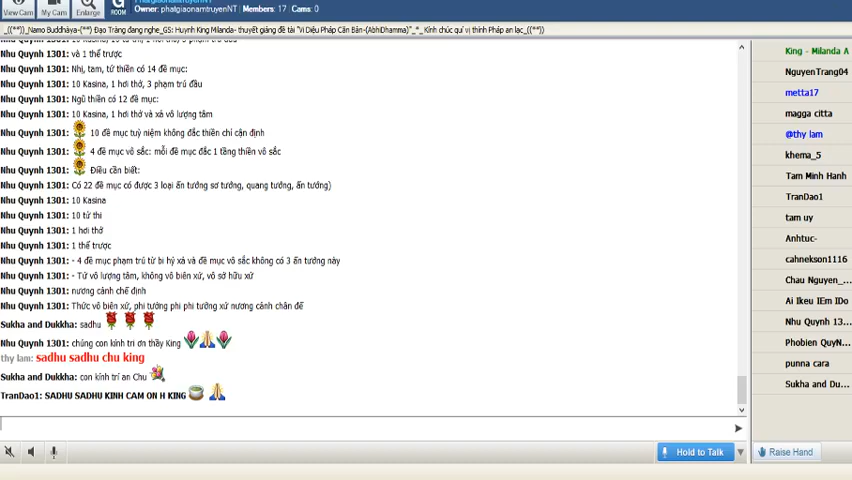 View Cam My Cam Enlarge ROOM
Owner: phatgiaonamtruyenNT | Members: 17 Cams: 0
_((**)_Namo Buddhàya-(**) Đạo Tràng đang nghe_GS: Huynh King Milanda- thuyết giảng đề tài "Vi Diệu Pháp Căn Bản-(AbhiDhamma)"_*_Kính chúc quí vị thính Pháp an lạc_((**)
Nhu Quynh 1301: và 1 thể trược
Nhu Quynh 1301: Nhị, tam, tứ thiền có 14 đề mục:
Nhu Quynh 1301: 10 Kasina, 1 hơi thở, 3 phạm trú đầu
Nhu Quynh 1301: Ngũ thiền có 12 đề mục:
Nhu Quynh 1301: 10 Kasina, 1 hơi thở và xả vô lượng tâm
Nhu Quynh 1301: 10 đề mục tuỳ niệm không đắc thiền chỉ cận định
Nhu Quynh 1301: 4 đề mục vô sắc: mỗi đề mục đắc 1 tầng thiền vô sắc
Nhu Quynh 1301: Điều cần biết:
Nhu Quynh 1301: Có 22 đề mục có được 3 loại ấn tướng sơ tướng, quang tướng, ấn tướng)
Nhu Quynh 1301: 10 Kasina
Nhu Quynh 1301: 10 tử thi
Nhu Quynh 1301: 1 hơi thở
Nhu Quynh 1301: 1 thể trược
Nhu Quynh 1301: - 4 đề mục phạm trú từ bi hỷ xả và đề mục vô sắc không có 3 ấn tướng này
Nhu Quynh 1301: - Tứ vô lượng tâm, không vô biên xứ, vô sở hữu xứ
Nhu Quynh 1301: nương cảnh chế định
Nhu Quynh 1301: Thức vô biên xứ, phi tưởng phi phi tưởng xứ nương cảnh chân đế
Sukha and Dukkha: sadhu
Nhu Quynh 1301: chúng con kính tri ơn thầy King
thy lam: sadhu sadhu chu king
Sukha and Dukkha: con kính trí an Chu
TranDao1: SADHU SADHU KINH CAM ON H KING
Hold to Talk
King - Milanda A
NguyenTrang04
metta17
magga citta
@thy lam
khema_5
Tam Minh Hanh
TranDao1
tam uy
Anhtuc-
cahnekson1116
Chau Nguyen_...
Ai Ikeu IEm IDo
Nhu Quynh 13...
Phobien QuyN...
punna cara
Sukha and Du...
Raise Hand